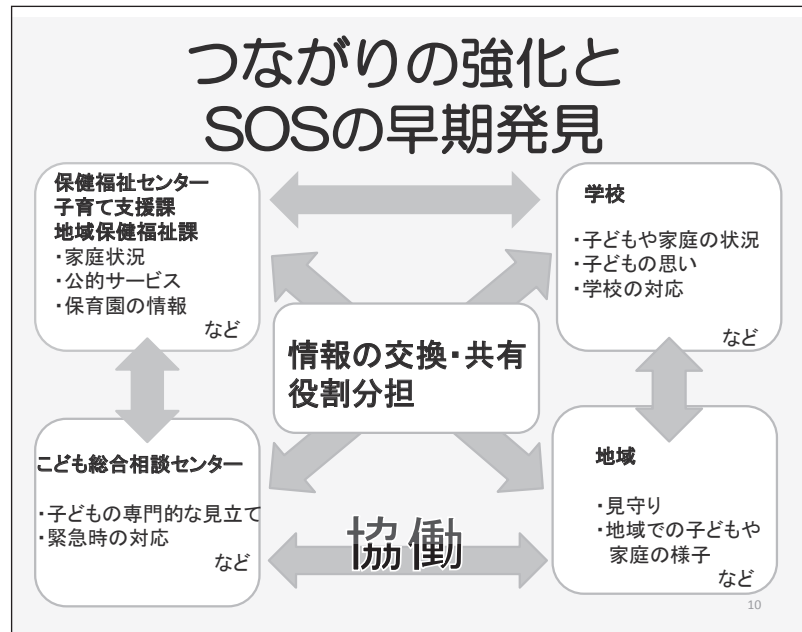 つながりの強化と
SOSの早期発見
保健福祉センター
子育て支援課
地域保健福祉課
・家庭状況
・公的サービス
・保育園の情報
など
学校
・子どもや家庭の状況
・子どもの思い
・学校の対応
など
情報の交換・共有
役割分担
こども総合相談センター
・子どもの専門的な見立て
・緊急時の対応
など
協働
地域
・見守り
・地域での子どもや
家庭の様子
など
10